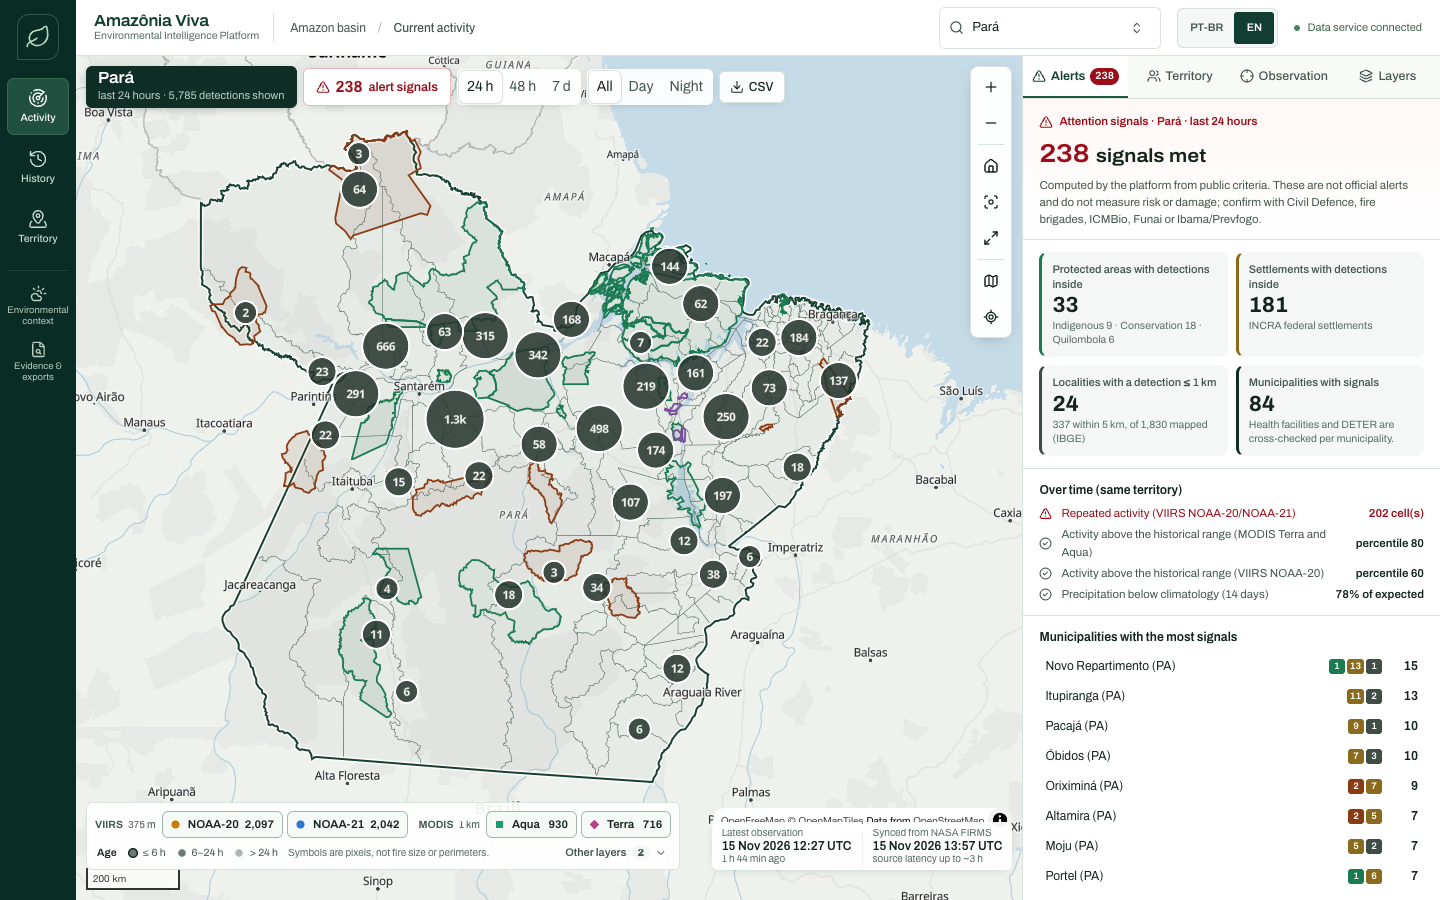 Amazônia Viva
Environmental Intelligence Platform
Amazon basin / Current activity
Pará
PT-BR
EN
Data service connected
Activity
History
Territory
Environmental
context
Evidence &
exports
Pará
last 24 hours · 5,785 detections shown
238 alert signals
24 h
48 h
7 d
All
Day
Night
CSV
Cottica
GUIANA
Boa Vista
Amapá
AMAPÁ
Macapá
Bragança
Santarém
São Luís
Manaus
Itacoatiara
Itaituba
PARÁ
Bacabal
MARANHÃO
Imperatriz
Jacareacanga
Araguaína
Balsas
Araguaia River
Alta Floresta
Aripuanã
Palmas
Brazil
Sinop
Barreiras
3
64
2
144
62
168
63
315
666
342
7
22
184
23
291
161
219
73
137
1.3k
250
22
498
58
174
18
15
22
107
197
12
6
3
38
4
18
34
11
12
6
6
VIIRS 375 m
NOAA-20 2,097
NOAA-21 2,042
MODIS 1 km
Aqua 930
Terra 716
Age
≤ 6 h
6–24 h
> 24 h
Symbols are pixels, not fire size or perimeters.
Other layers 2
200 km
OpenFreeMap © OpenMapTiles Data from OpenStreetMap
Latest observation
15 Nov 2026 12:27 UTC
1 h 44 min ago
Synced from NASA FIRMS
15 Nov 2026 13:57 UTC
source latency up to ~3 h
Alerts 238
Territory
Observation
Layers
Attention signals · Pará · last 24 hours
238 signals met
Computed by the platform from public criteria. These are not official alerts
and do not measure risk or damage; confirm with Civil Defence, fire
brigades, ICMBio, Funai or Ibama/Prevfogo.
Protected areas with detections
inside
33
Indigenous 9 · Conservation 18 ·
Quilombola 6
Settlements with detections
inside
181
INCRA federal settlements
Localities with a detection ≤ 1 km
24
337 within 5 km, of 1,830 mapped
(IBGE)
Municipalities with signals
84
Health facilities and DETER are
cross-checked per municipality.
Over time (same territory)
Repeated activity (VIIRS NOAA-20/NOAA-21) 202 cell(s)
Activity above the historical range (MODIS Terra and
Aqua) percentile 80
Activity above the historical range (VIIRS NOAA-20) percentile 60
Precipitation below climatology (14 days) 78% of expected
Municipalities with the most signals
Novo Repartimento (PA) 1 13 1 15
Itupiranga (PA) 11 2 13
Pacajá (PA) 9 1 10
Óbidos (PA) 7 3 10
Oriximiná (PA) 2 7 9
Altamira (PA) 2 5 7
Moju (PA) 5 2 7
Portel (PA) 1 6 7